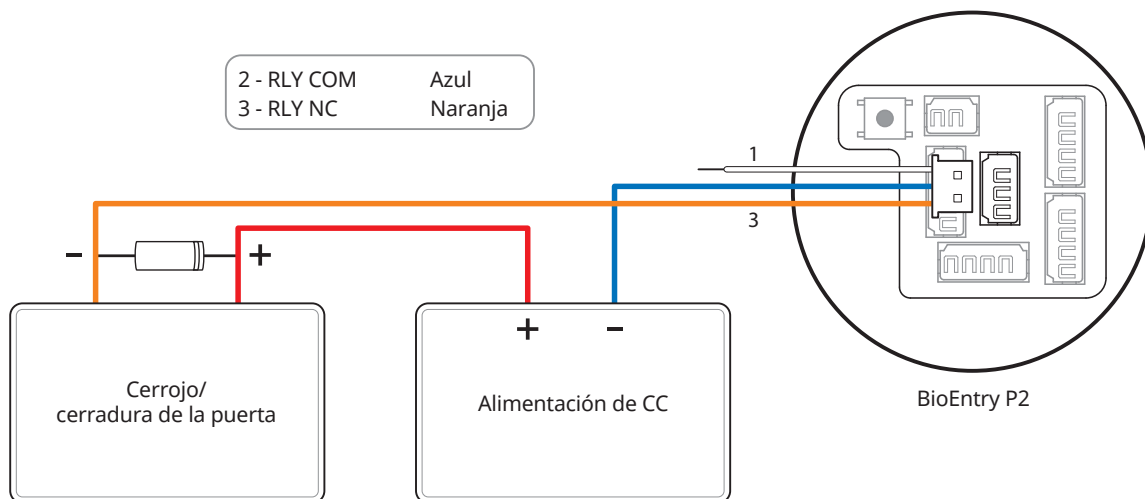 2 - RLY COM Azul
3 - RLY NC Naranja
1
3
- +
+ -
Cerrojo/
cerradura de la puerta
Alimentación de CC
BioEntry P2